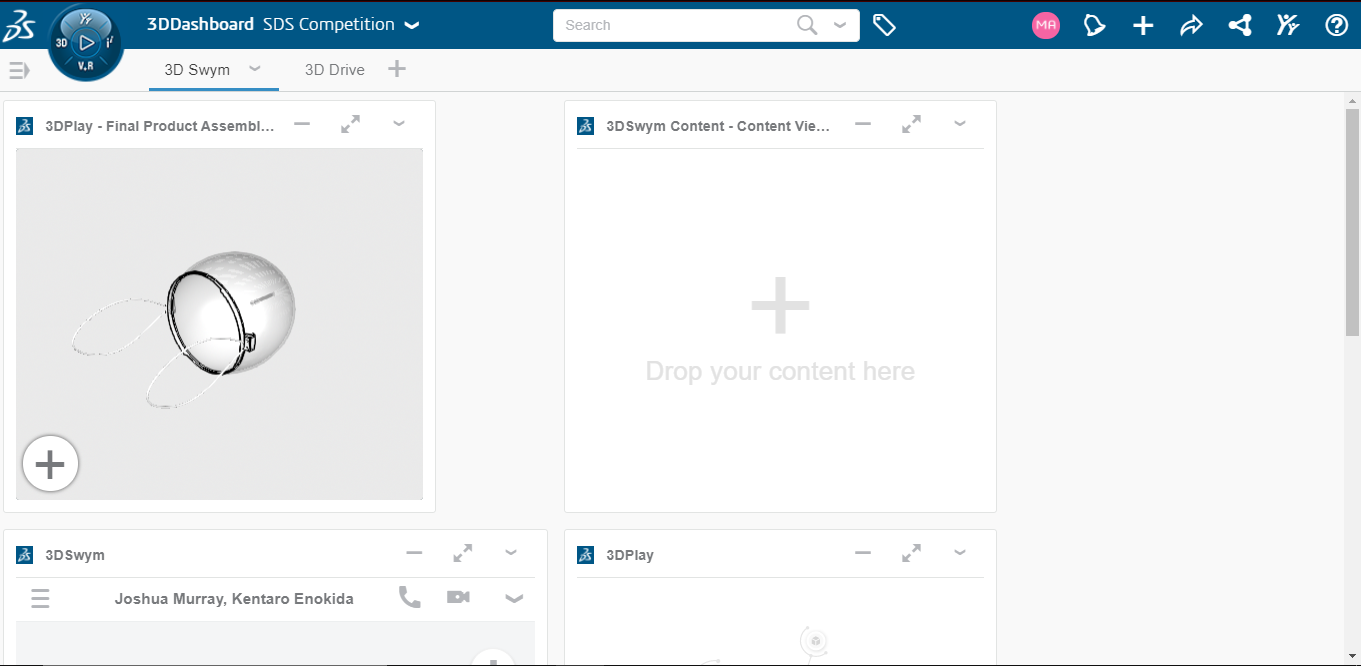 3DDashboard SDS Competition
Search
MA
3D
V,R
3D Swym
3D Drive
3DPlay - Final Product Assembl...
3DSwym Content - Content Vie...
Drop your content here
3DSwym
3DPlay
Joshua Murray, Kentaro Enokida